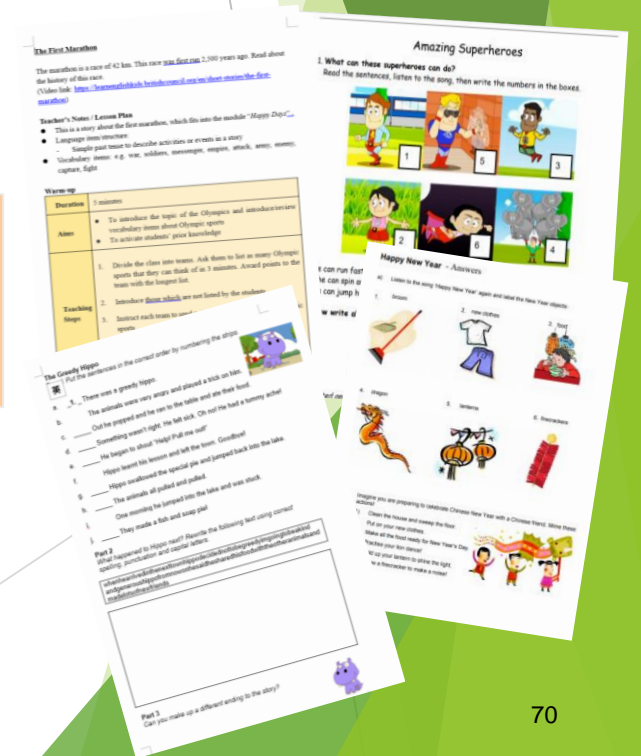 The First Marathon
The marathon is a race of 42 km. This race was first run 2,500 years ago. Read about
the history of this race.
(Video link: https://learnenglishkids.britishcouncil.org/en/short-stories/the-first-
marathon)
Teacher's Notes / Lesson Plan
● This is a story about the first marathon, which fits into the module "Happy Days".
● Language item/structure:
- Simple past tense to describe activities or events in a story
● Vocabulary items: e.g. war, soldiers, messenger, empire, attack, army, enemy,
capture, fight
Warm-up
Duration 5 minutes
Aims
● To introduce the topic of the Olympics and introduce/review
vocabulary items about Olympic sports
● To activate students' prior knowledge
Teaching
Steps
1. Divide the class into teams. Ask them to list as many Olympic
sports that they can think of in 3 minutes. Award points to the
team with the longest list.
2. Introduce those which are not listed by the students.
3. Instruct each team to
sports
Amazing Superheroes
1. What can these superheroes can do?
Read the sentences, listen to the song, then write the numbers in the boxes.
1
5
3
2
6
4
e can run fast
he can spin a
can jump h
w write a
Happy New Year - Answers
a) Listen to the song 'Happy New Year' again and label the New Year objects:
1. broom
2. new clothes
3. food
4. dragon
5. lanterns
6. firecrackers
Imagine you are preparing to celebrate Chinese New Year with a Chinese friend. Mime these
actions!
Clean the house and sweep the floor.
Put on your new clothes.
Make all the food ready for New Year's Day.
ractise your lion dance!
ld up your lantern to shine the light.
w a firecracker to make a noise!
The Greedy Hippo
Put the sentences in the correct order by numbering the strips.
a. _1_ There was a greedy hippo.
b. ____ The animals were very angry and played a trick on him.
c. ____ Out he popped and he ran to the table and ate their food.
d. ____ Something wasn't right. He felt sick. Oh no! He had a tummy ache!
e. ____ He began to shout 'Help! Pull me out!'
f. ____ Hippo learnt his lesson and left the town. Goodbye!
g. ____ Hippo swallowed the special pie and jumped back into the lake.
h. ____ The animals all pulled and pulled.
i. ____ One morning he jumped into the lake and was stuck.
j. ____ They made a fish and soap pie!
Part 2
What happened to Hippo next? Rewrite the following text using correct
spelling, punctuation and capital letters.
Part 3
Can you make up a different ending to the story?
70